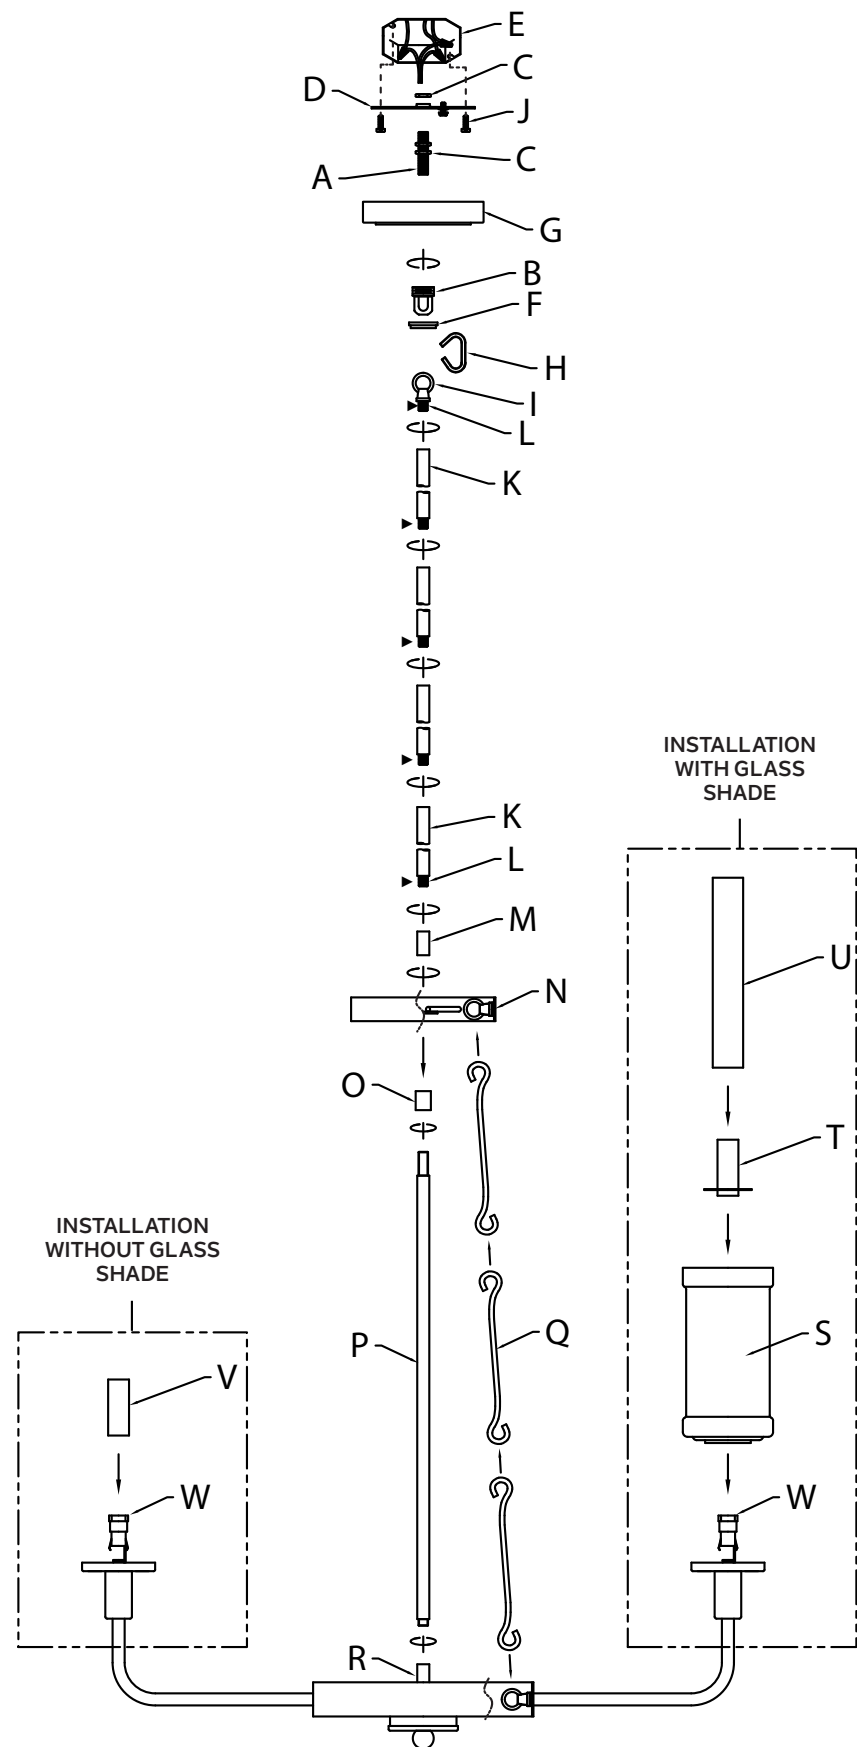 E
C
D
J
C
A
G
B
F
H
I
L
K
K
L
M
N
O
P
Q
R
INSTALLATION
WITH GLASS
SHADE
U
T
S
W
INSTALLATION
WITHOUT GLASS
SHADE
V
W